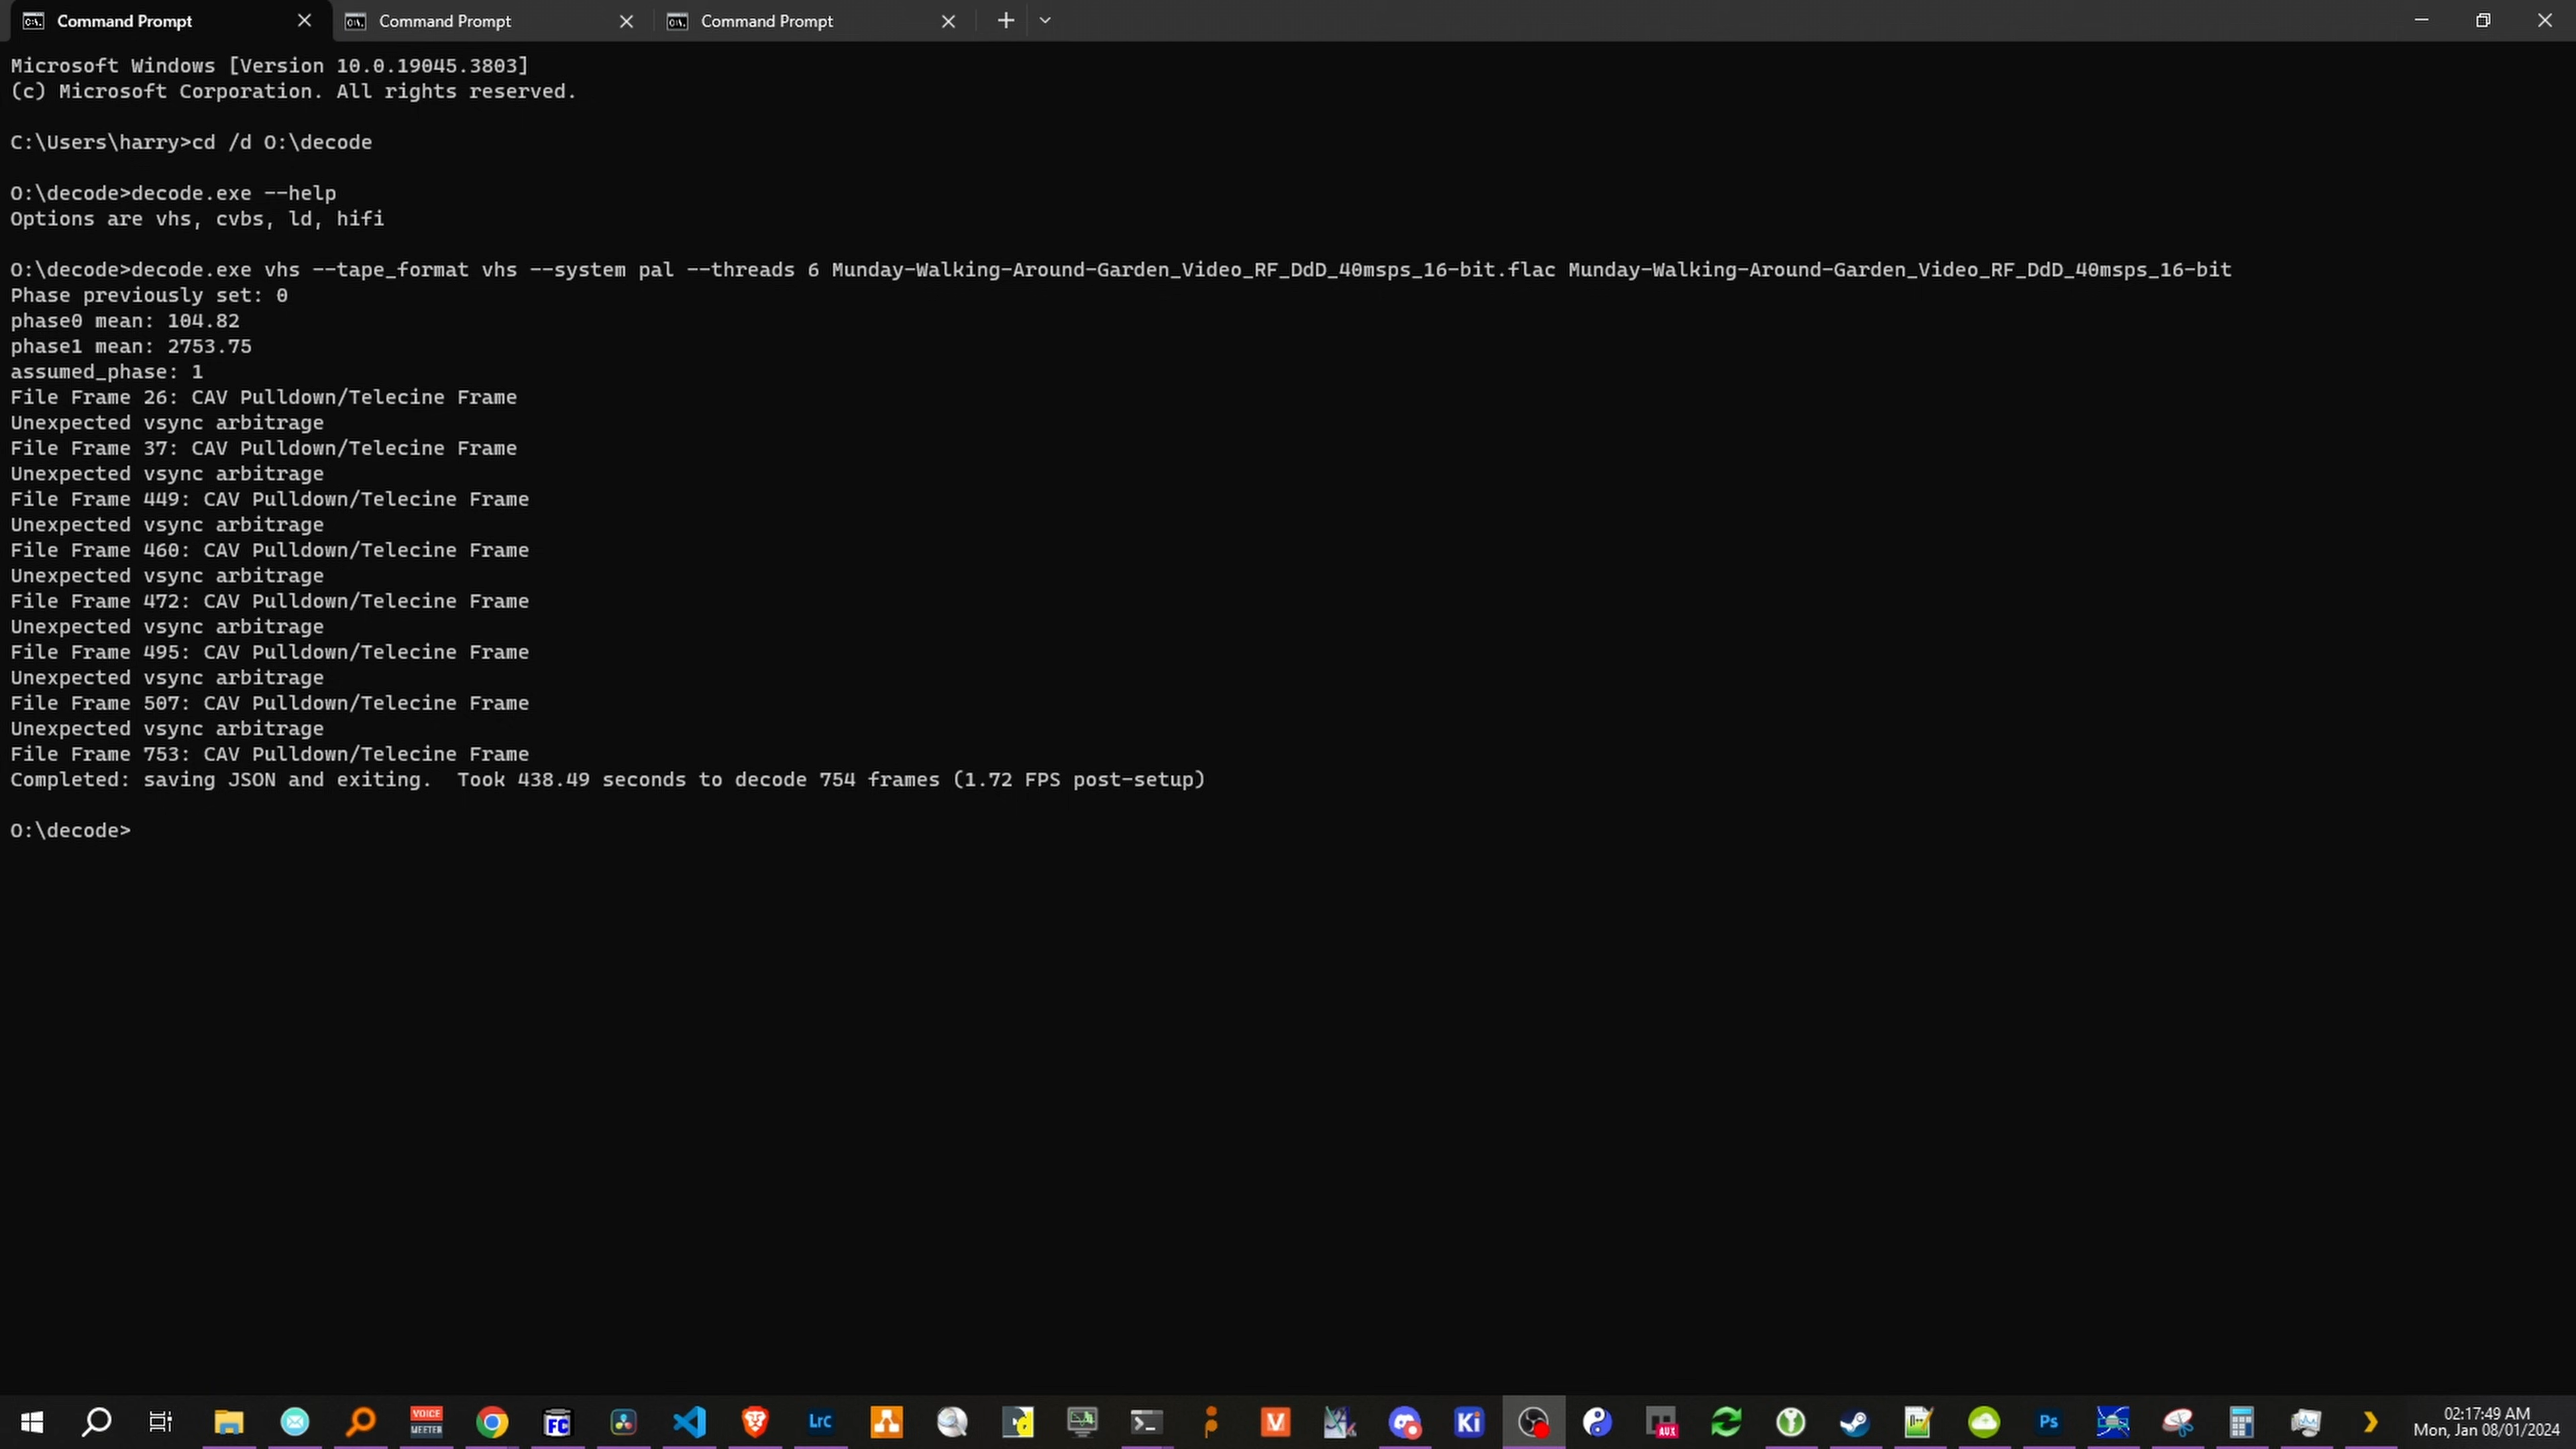 Command Prompt
Command Prompt
Command Prompt
Microsoft Windows [Version 10.0.19045.3803]
(c) Microsoft Corporation. All rights reserved.
C:\Users\harry>cd /d O:\decode
O:\decode>decode.exe --help
Options are vhs, cvbs, ld, hifi
O:\decode>decode.exe vhs --tape_format vhs --system pal --threads 6 Munday-Walking-Around-Garden_Video_RF_DdD_40msps_16-bit.flac Munday-Walking-Around-Garden_Video_RF_DdD_40msps_16-bit
Phase previously set: 0
phase0 mean: 104.82
phase1 mean: 2753.75
assumed_phase: 1
File Frame 26: CAV Pulldown/Telecine Frame
Unexpected vsync arbitrage
File Frame 37: CAV Pulldown/Telecine Frame
Unexpected vsync arbitrage
File Frame 449: CAV Pulldown/Telecine Frame
Unexpected vsync arbitrage
File Frame 460: CAV Pulldown/Telecine Frame
Unexpected vsync arbitrage
File Frame 472: CAV Pulldown/Telecine Frame
Unexpected vsync arbitrage
File Frame 495: CAV Pulldown/Telecine Frame
Unexpected vsync arbitrage
File Frame 507: CAV Pulldown/Telecine Frame
Unexpected vsync arbitrage
File Frame 753: CAV Pulldown/Telecine Frame
Completed: saving JSON and exiting.  Took 438.49 seconds to decode 754 frames (1.72 FPS post-setup)
O:\decode>
VOICE
MEETER
FC
Lrc
Ki
AUX
Ps
02:17:49 AM
Mon, Jan 08/01/2024